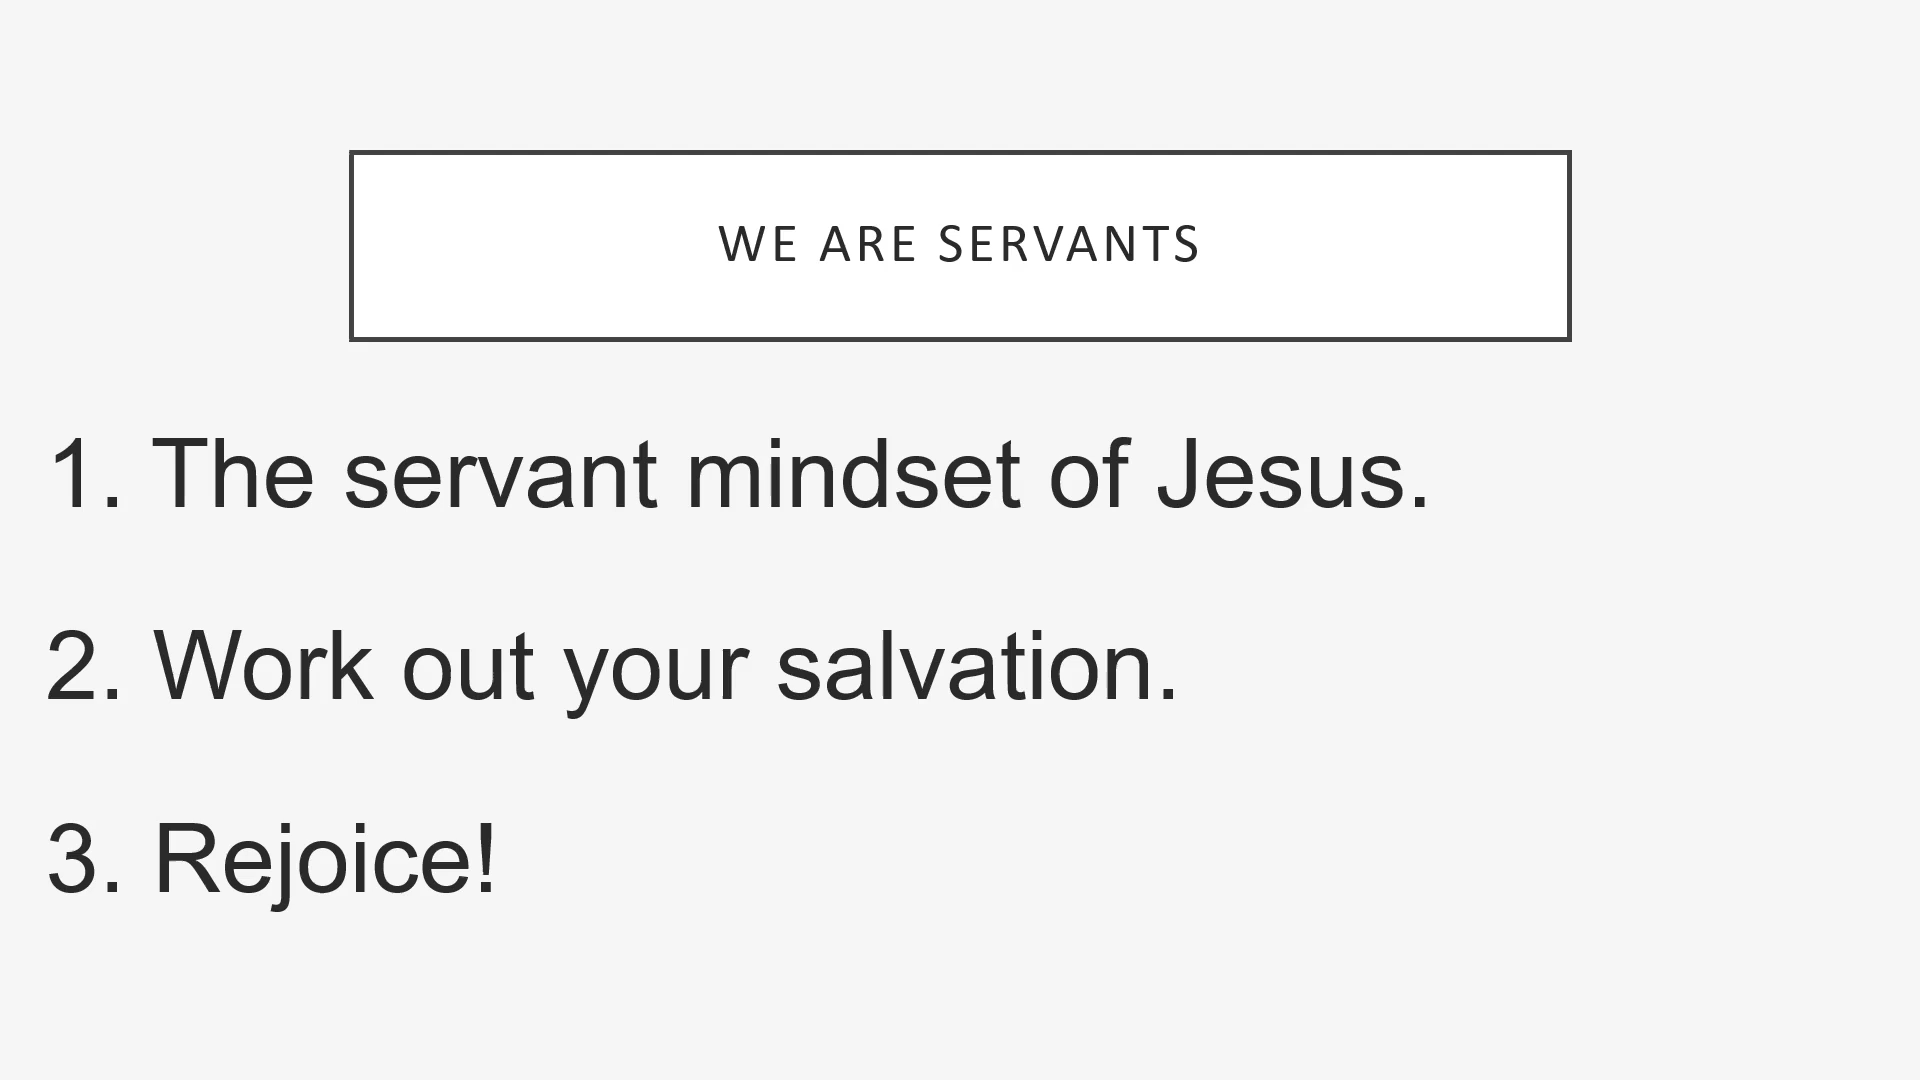 WE ARE SERVANTS
1. The servant mindset of Jesus.
2. Work out your salvation.
3. Rejoice!